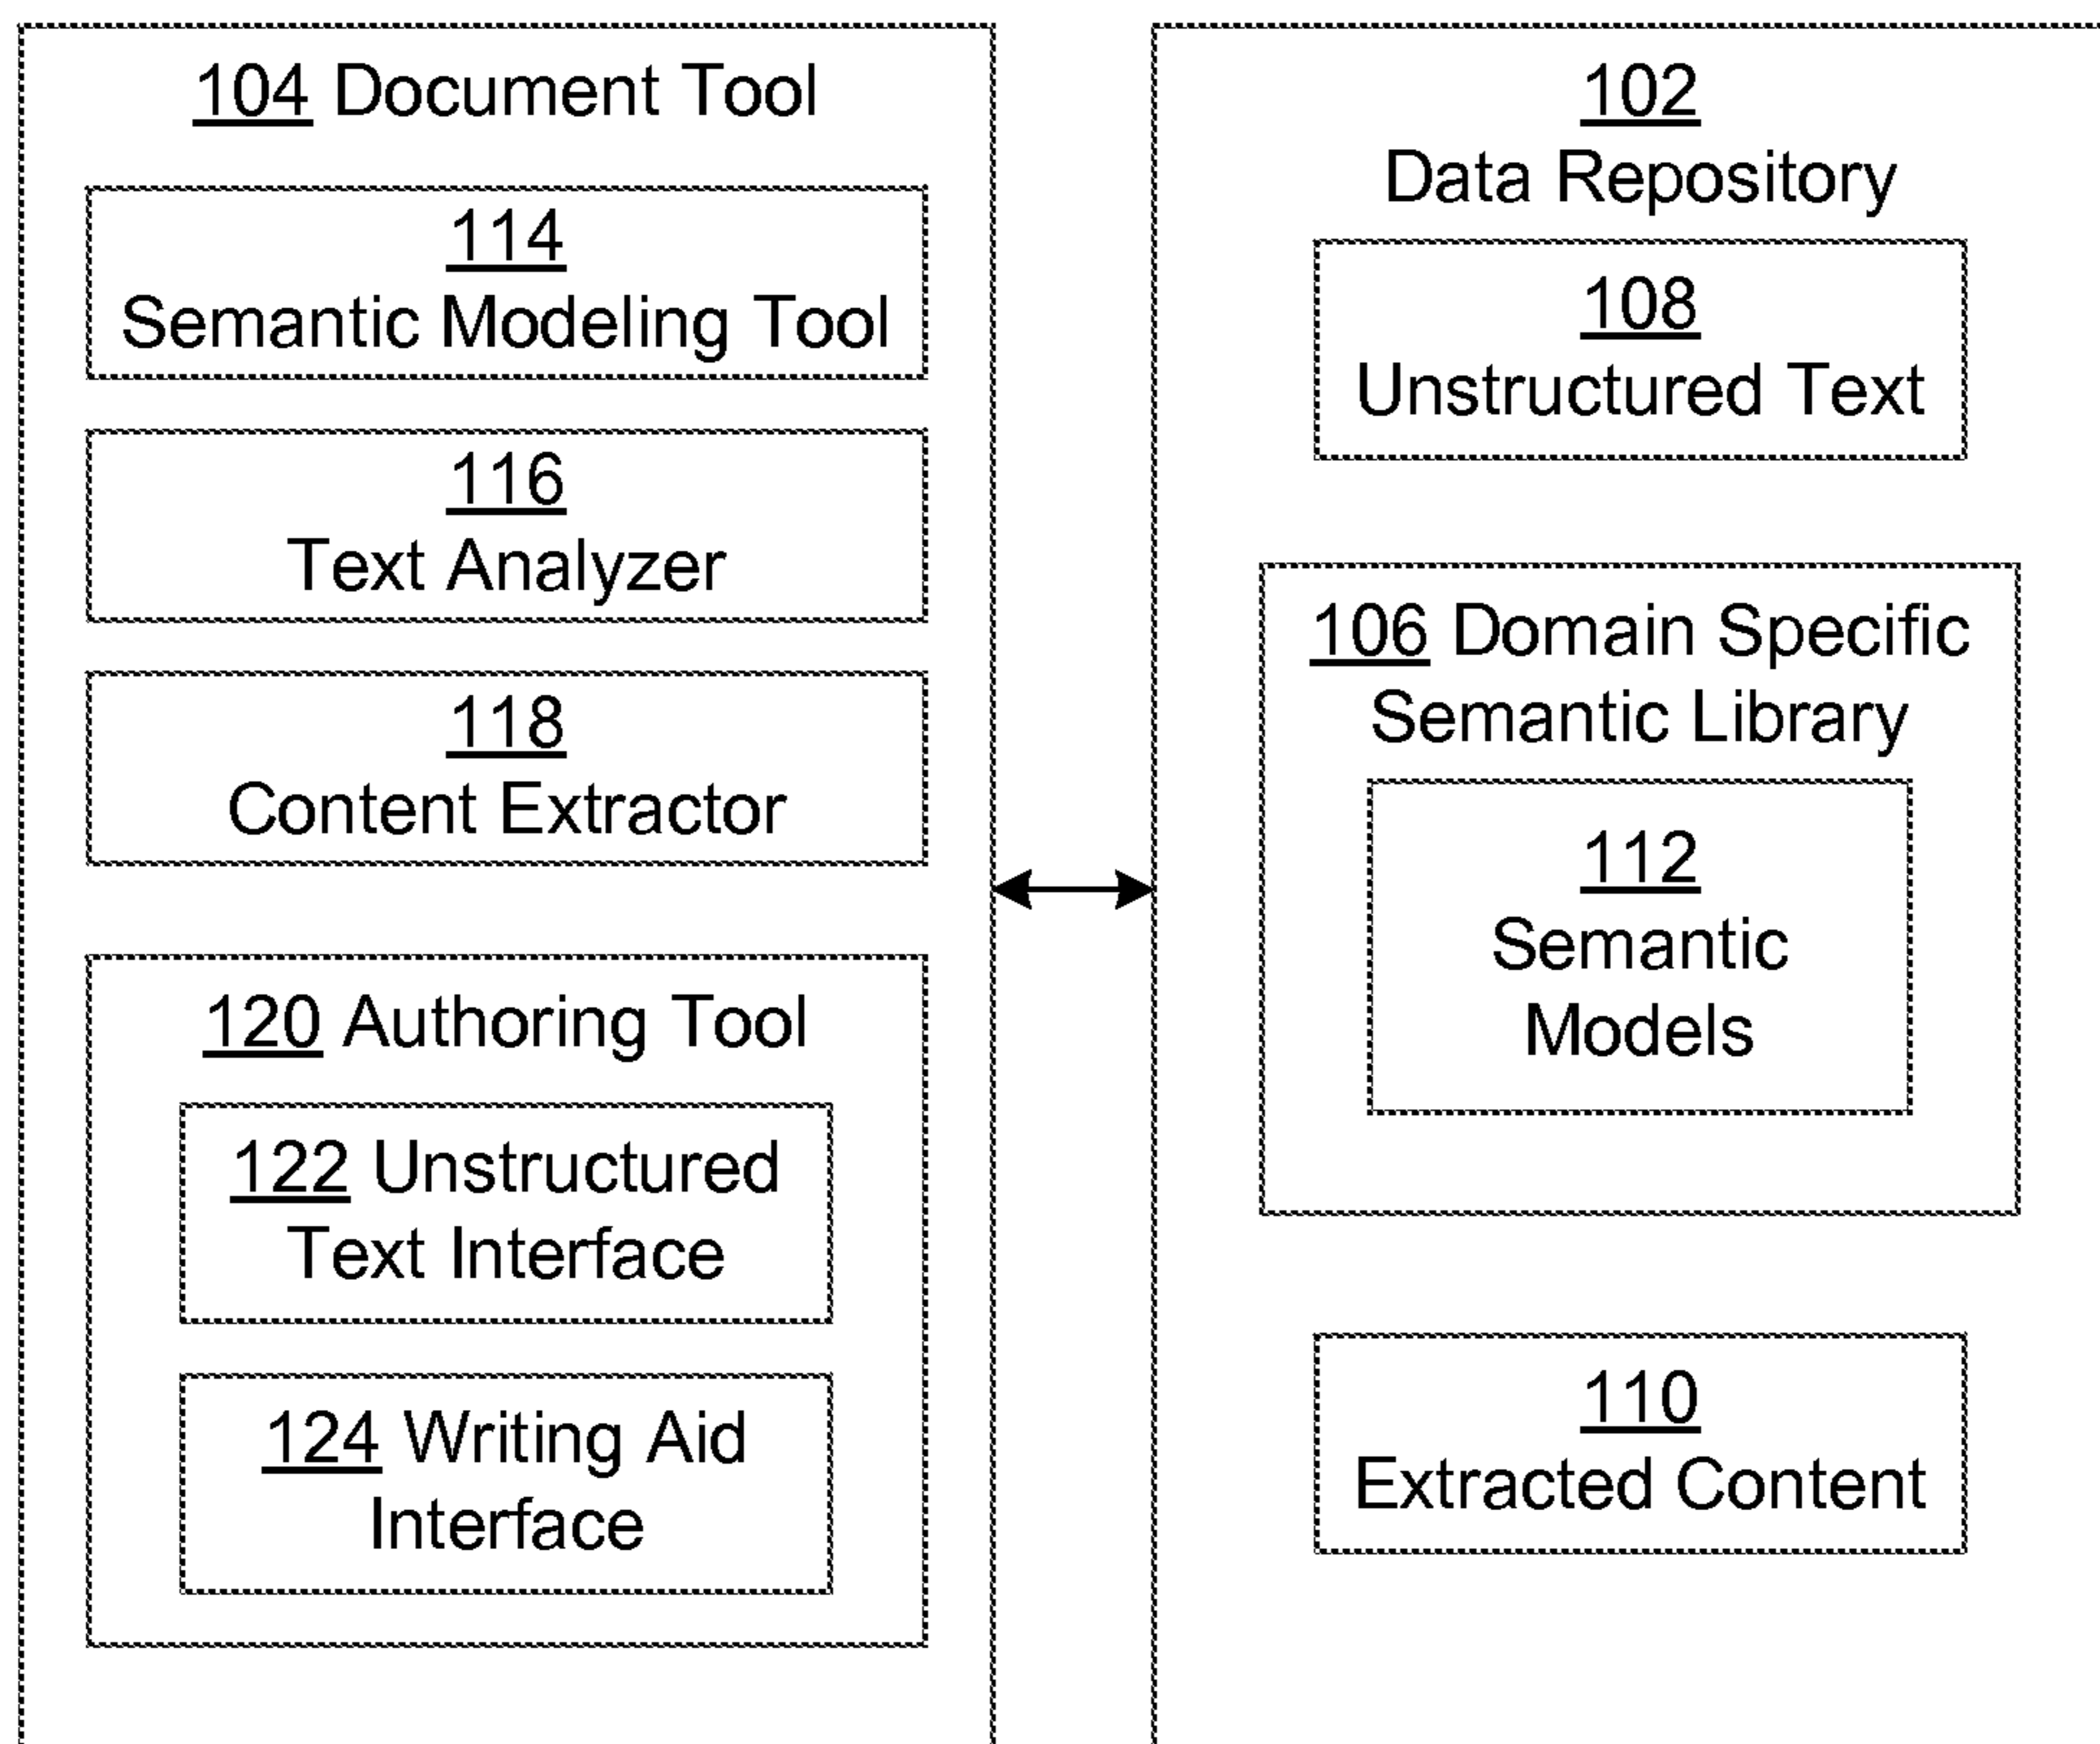 104 Document Tool
114
Semantic Modeling Tool
116
Text Analyzer
118
Content Extractor
120 Authoring Tool
122 Unstructured
Text Interface
124 Writing Aid
Interface
102
Data Repository
108
Unstructured Text
106 Domain Specific
Semantic Library
112
Semantic
Models
110
Extracted Content